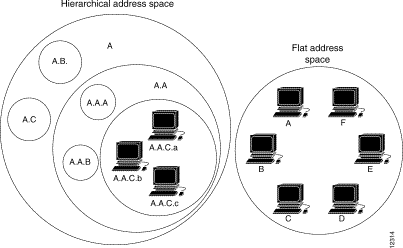 Hierarchical address space
A
A.B.
A.A
A.A.A
A.C
A.A.C.a
A.A.B
A.A.C.b
A.A.C.c
Flat address
space
A
F
B
E
C
D
12314